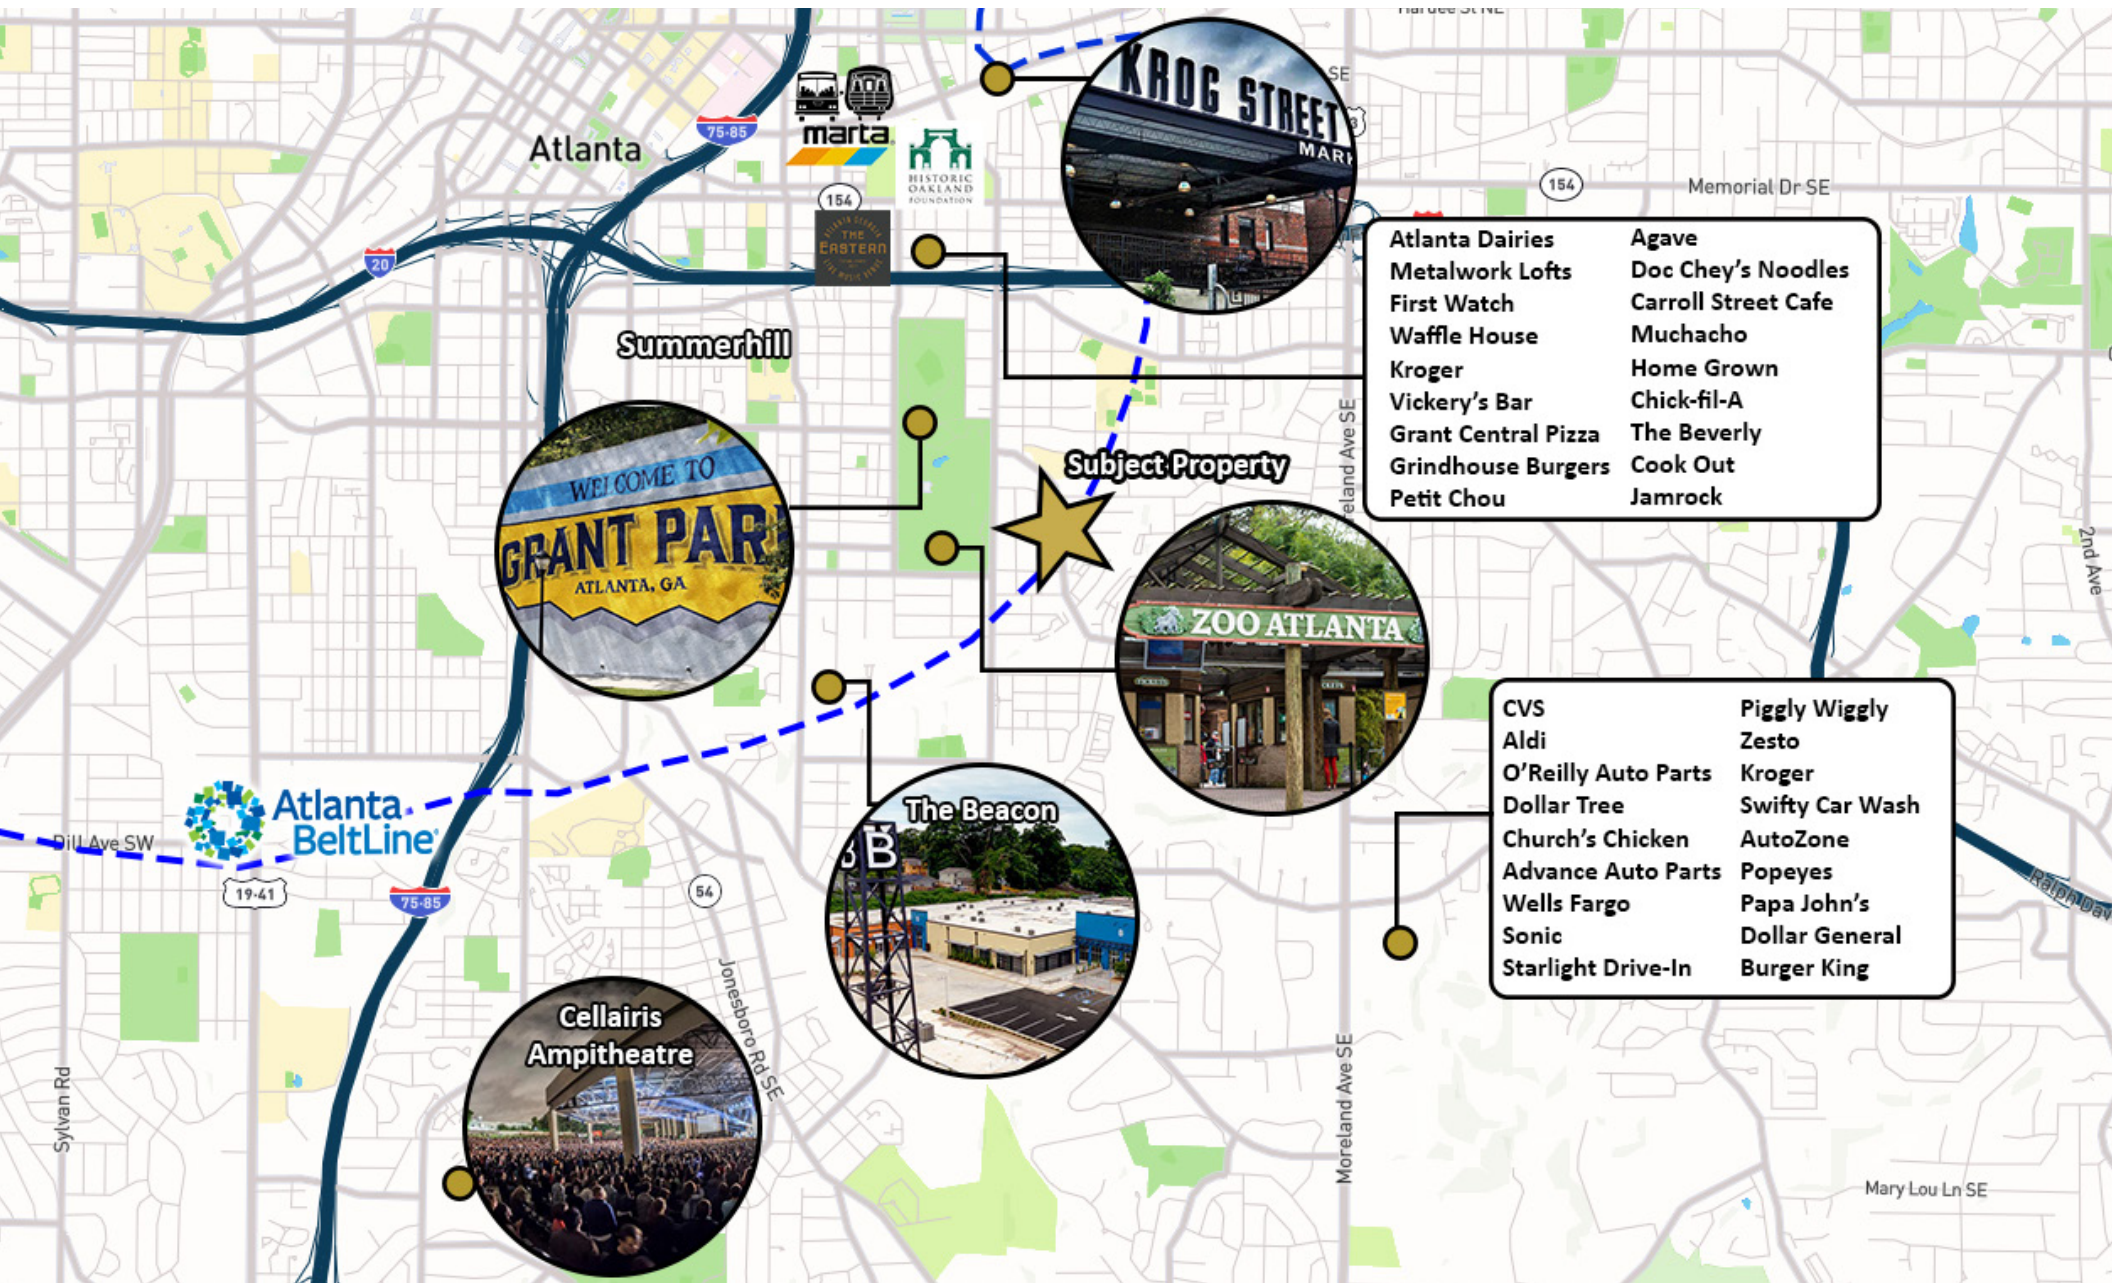 SE
75-85
Atlanta
marta
HISTORIC
OAKLAND
FOUNDATION
KROG STREET
3
154
154
Memorial Dr SE
THE
EASTERN
20
Summerhill
Atlanta Dairies
Metalwork Lofts
First Watch
Waffle House
Kroger
Vickery's Bar
Grant Central Pizza
Grindhouse Burgers
Petit Chou
Agave
Doc Chey's Noodles
Carroll Street Cafe
Muchacho
Home Grown
Chick-fil-A
The Beverly
Cook Out
Jamrock
WELCOME TO
GRANT PAR
ATLANTA, GA
Subject Property
reland Ave SE
2nd Ave
ZOO ATLANTA
CVS
Aldi
O'Reilly Auto Parts
Dollar Tree
Church's Chicken
Advance Auto Parts
Wells Fargo
Sonic
Starlight Drive-In
Piggly Wiggly
Zesto
Kroger
Swifty Car Wash
AutoZone
Popeyes
Papa John's
Dollar General
Burger King
Atlanta
BeltLine
Dill Ave SW
19-41
75-85
54
The Beacon
B
B
Ralph Dav
Jonesboro Rd SE
Cellairis
Ampitheatre
Sylvan Rd
Moreland Ave SE
Mary Lou Ln SE